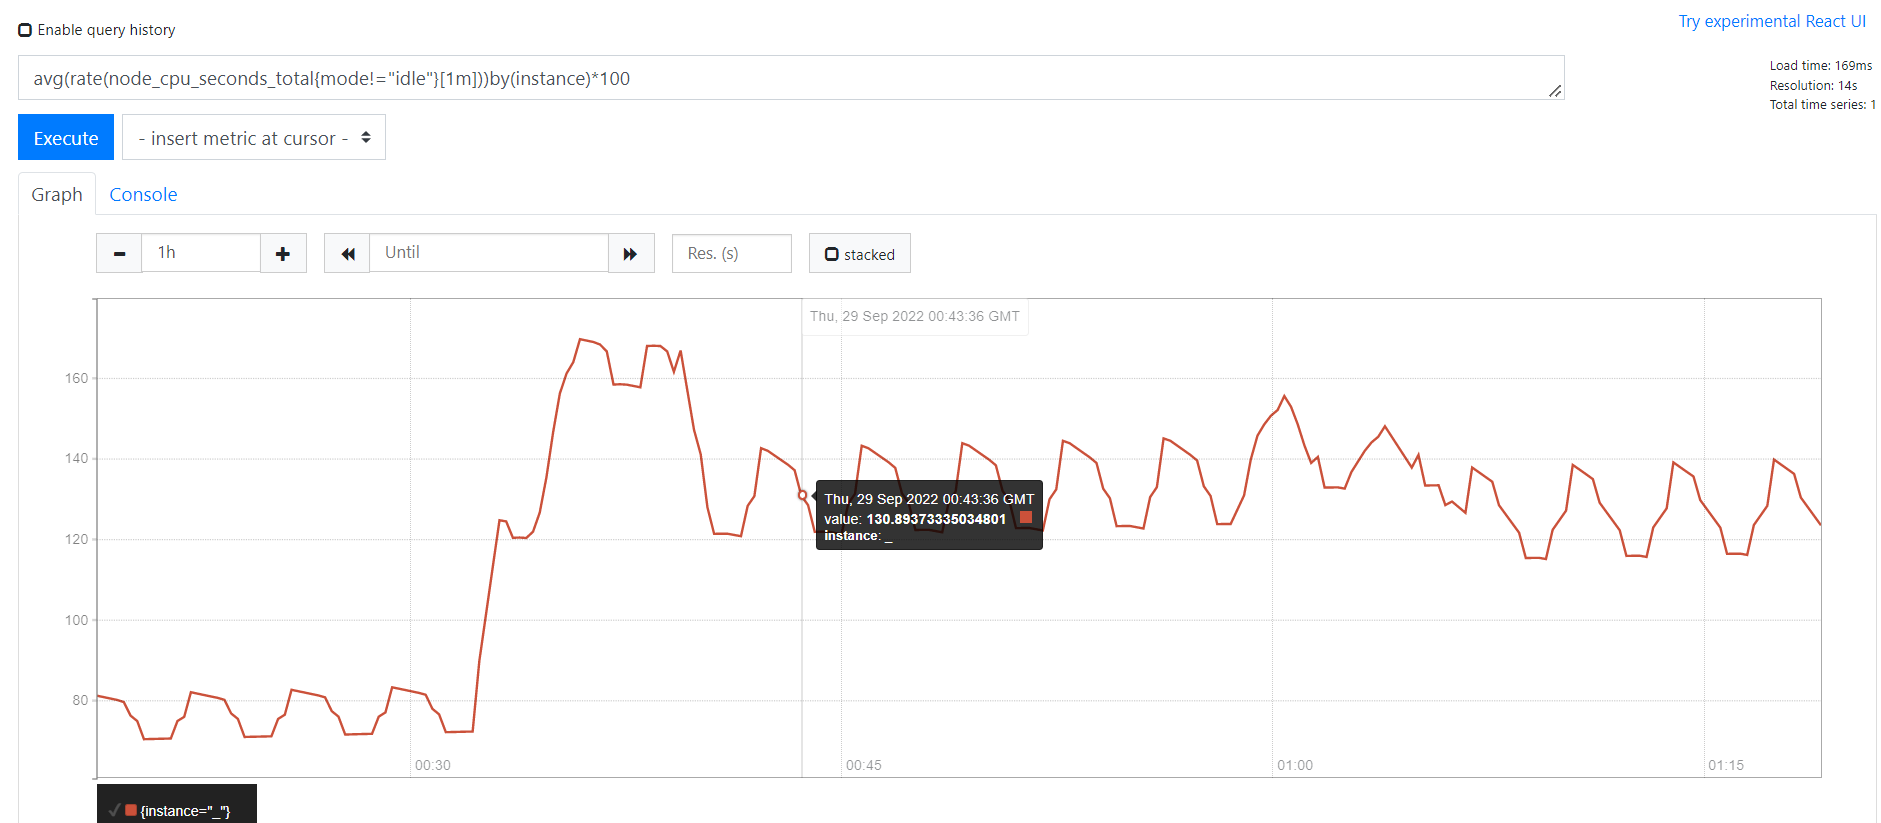 Enable query history
Try experimental React UI
avg(rate(node_cpu_seconds_total{mode!="idle"}[1m]))by(instance)*100
Load time: 169ms
Resolution: 14s
Total time series: 1
Execute
- insert metric at cursor -
Graph
Console
1h
Until
Res. (s)
stacked
Thu, 29 Sep 2022 00:43:36 GMT
160
140
120
100
80
Thu, 29 Sep 2022 00:43:36 GMT
value: 130.89373335034801
instance: _
00:30
00:45
01:00
01:15
{instance="_"}